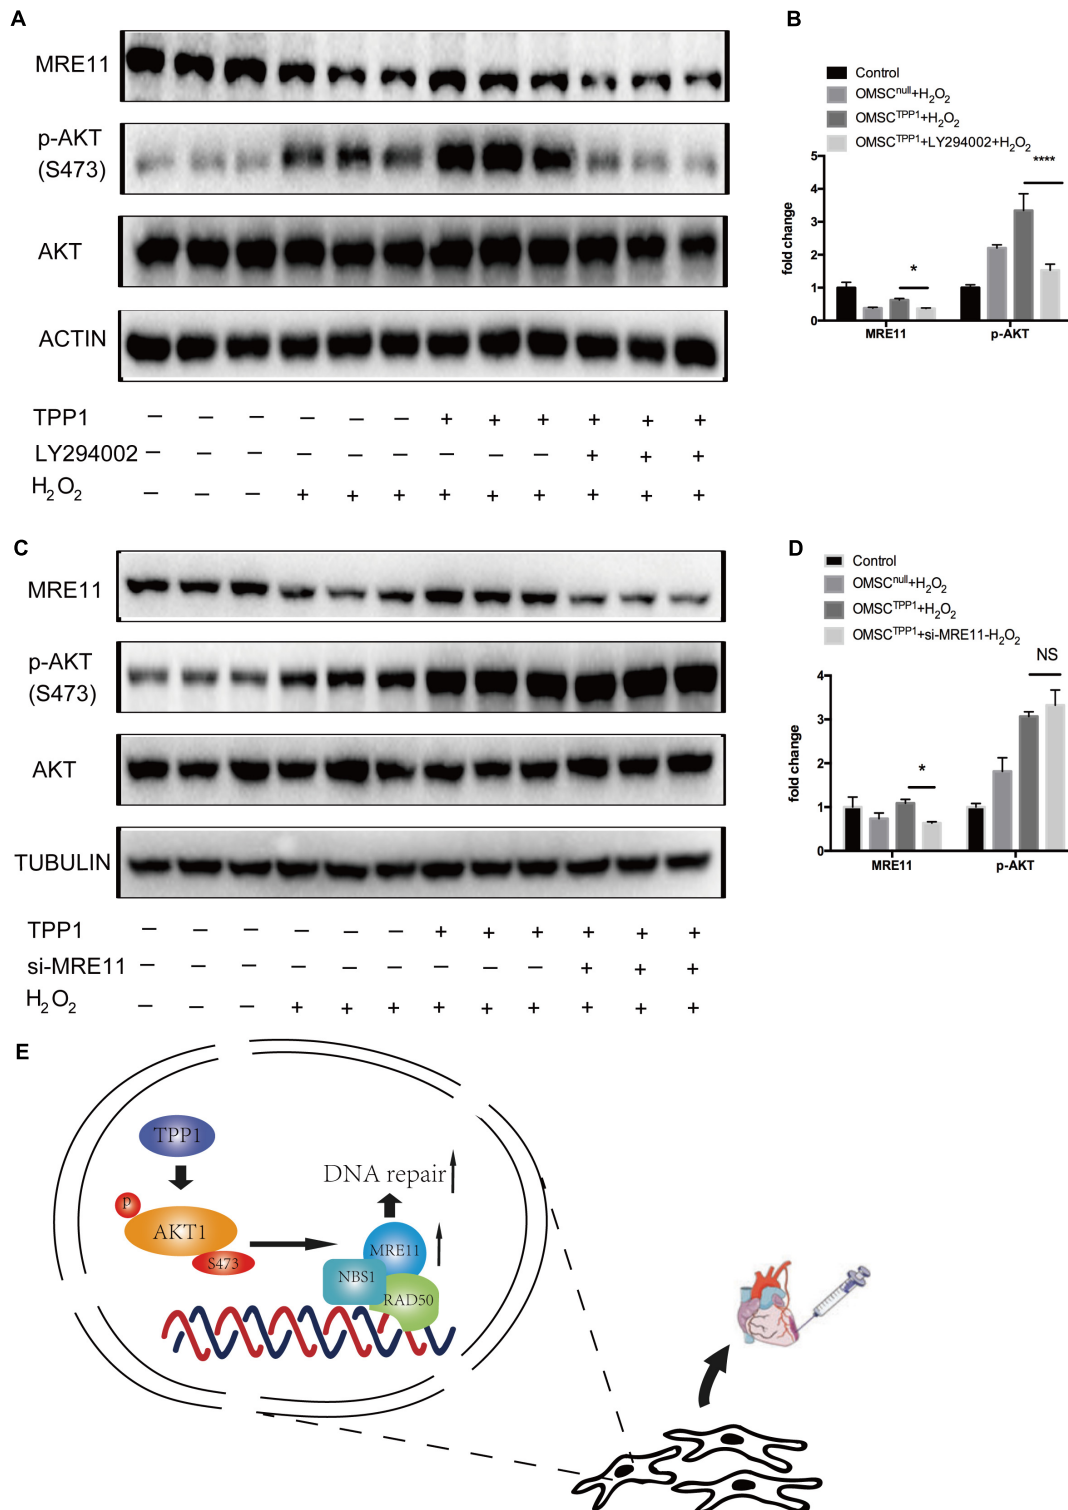 A
MRE11
p-AKT
(S473)
AKT
ACTIN
TPP1 − − − − − − + + + + + +
LY294002 − − − − − − − − − + + +
H2O2 − − − + + + + + + + + +
B
Control
OMSCnull+H2O2
OMSCTPP1+H2O2
OMSCTPP1+LY294002+H2O2
fold change
5
4
3
2
1
0
*
****
MRE11 p-AKT
C
MRE11
p-AKT
(S473)
AKT
TUBULIN
TPP1 − − − − − − + + + + + +
si-MRE11 − − − − − − − − − + + +
H2O2 − − − + + + + + + + + +
D
Control
OMSCnull+H2O2
OMSCTPP1+H2O2
OMSCTPP1+si-MRE11-H2O2
fold change
4
3
2
1
0
*
NS
MRE11 p-AKT
E
TPP1
P
AKT1
S473
DNA repair
MRE11
NBS1
RAD50